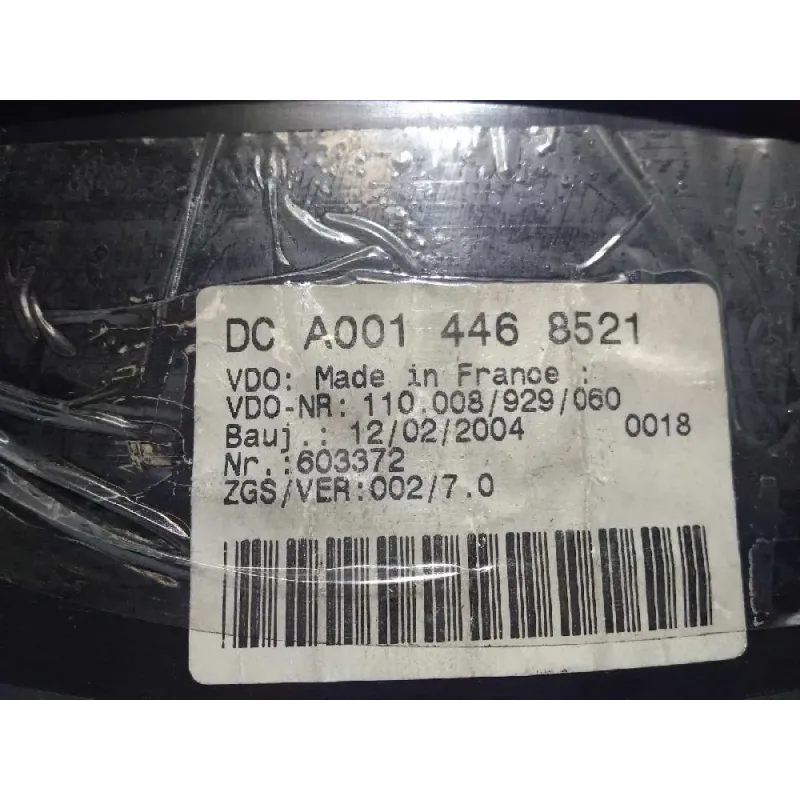 DC A001 446 8521
VDO: Made in France :
VDO-NR: 110.008/929/060
Bauj.: 12/02/2004 0018
Nr.:603372
ZGS/VER:002/7.0